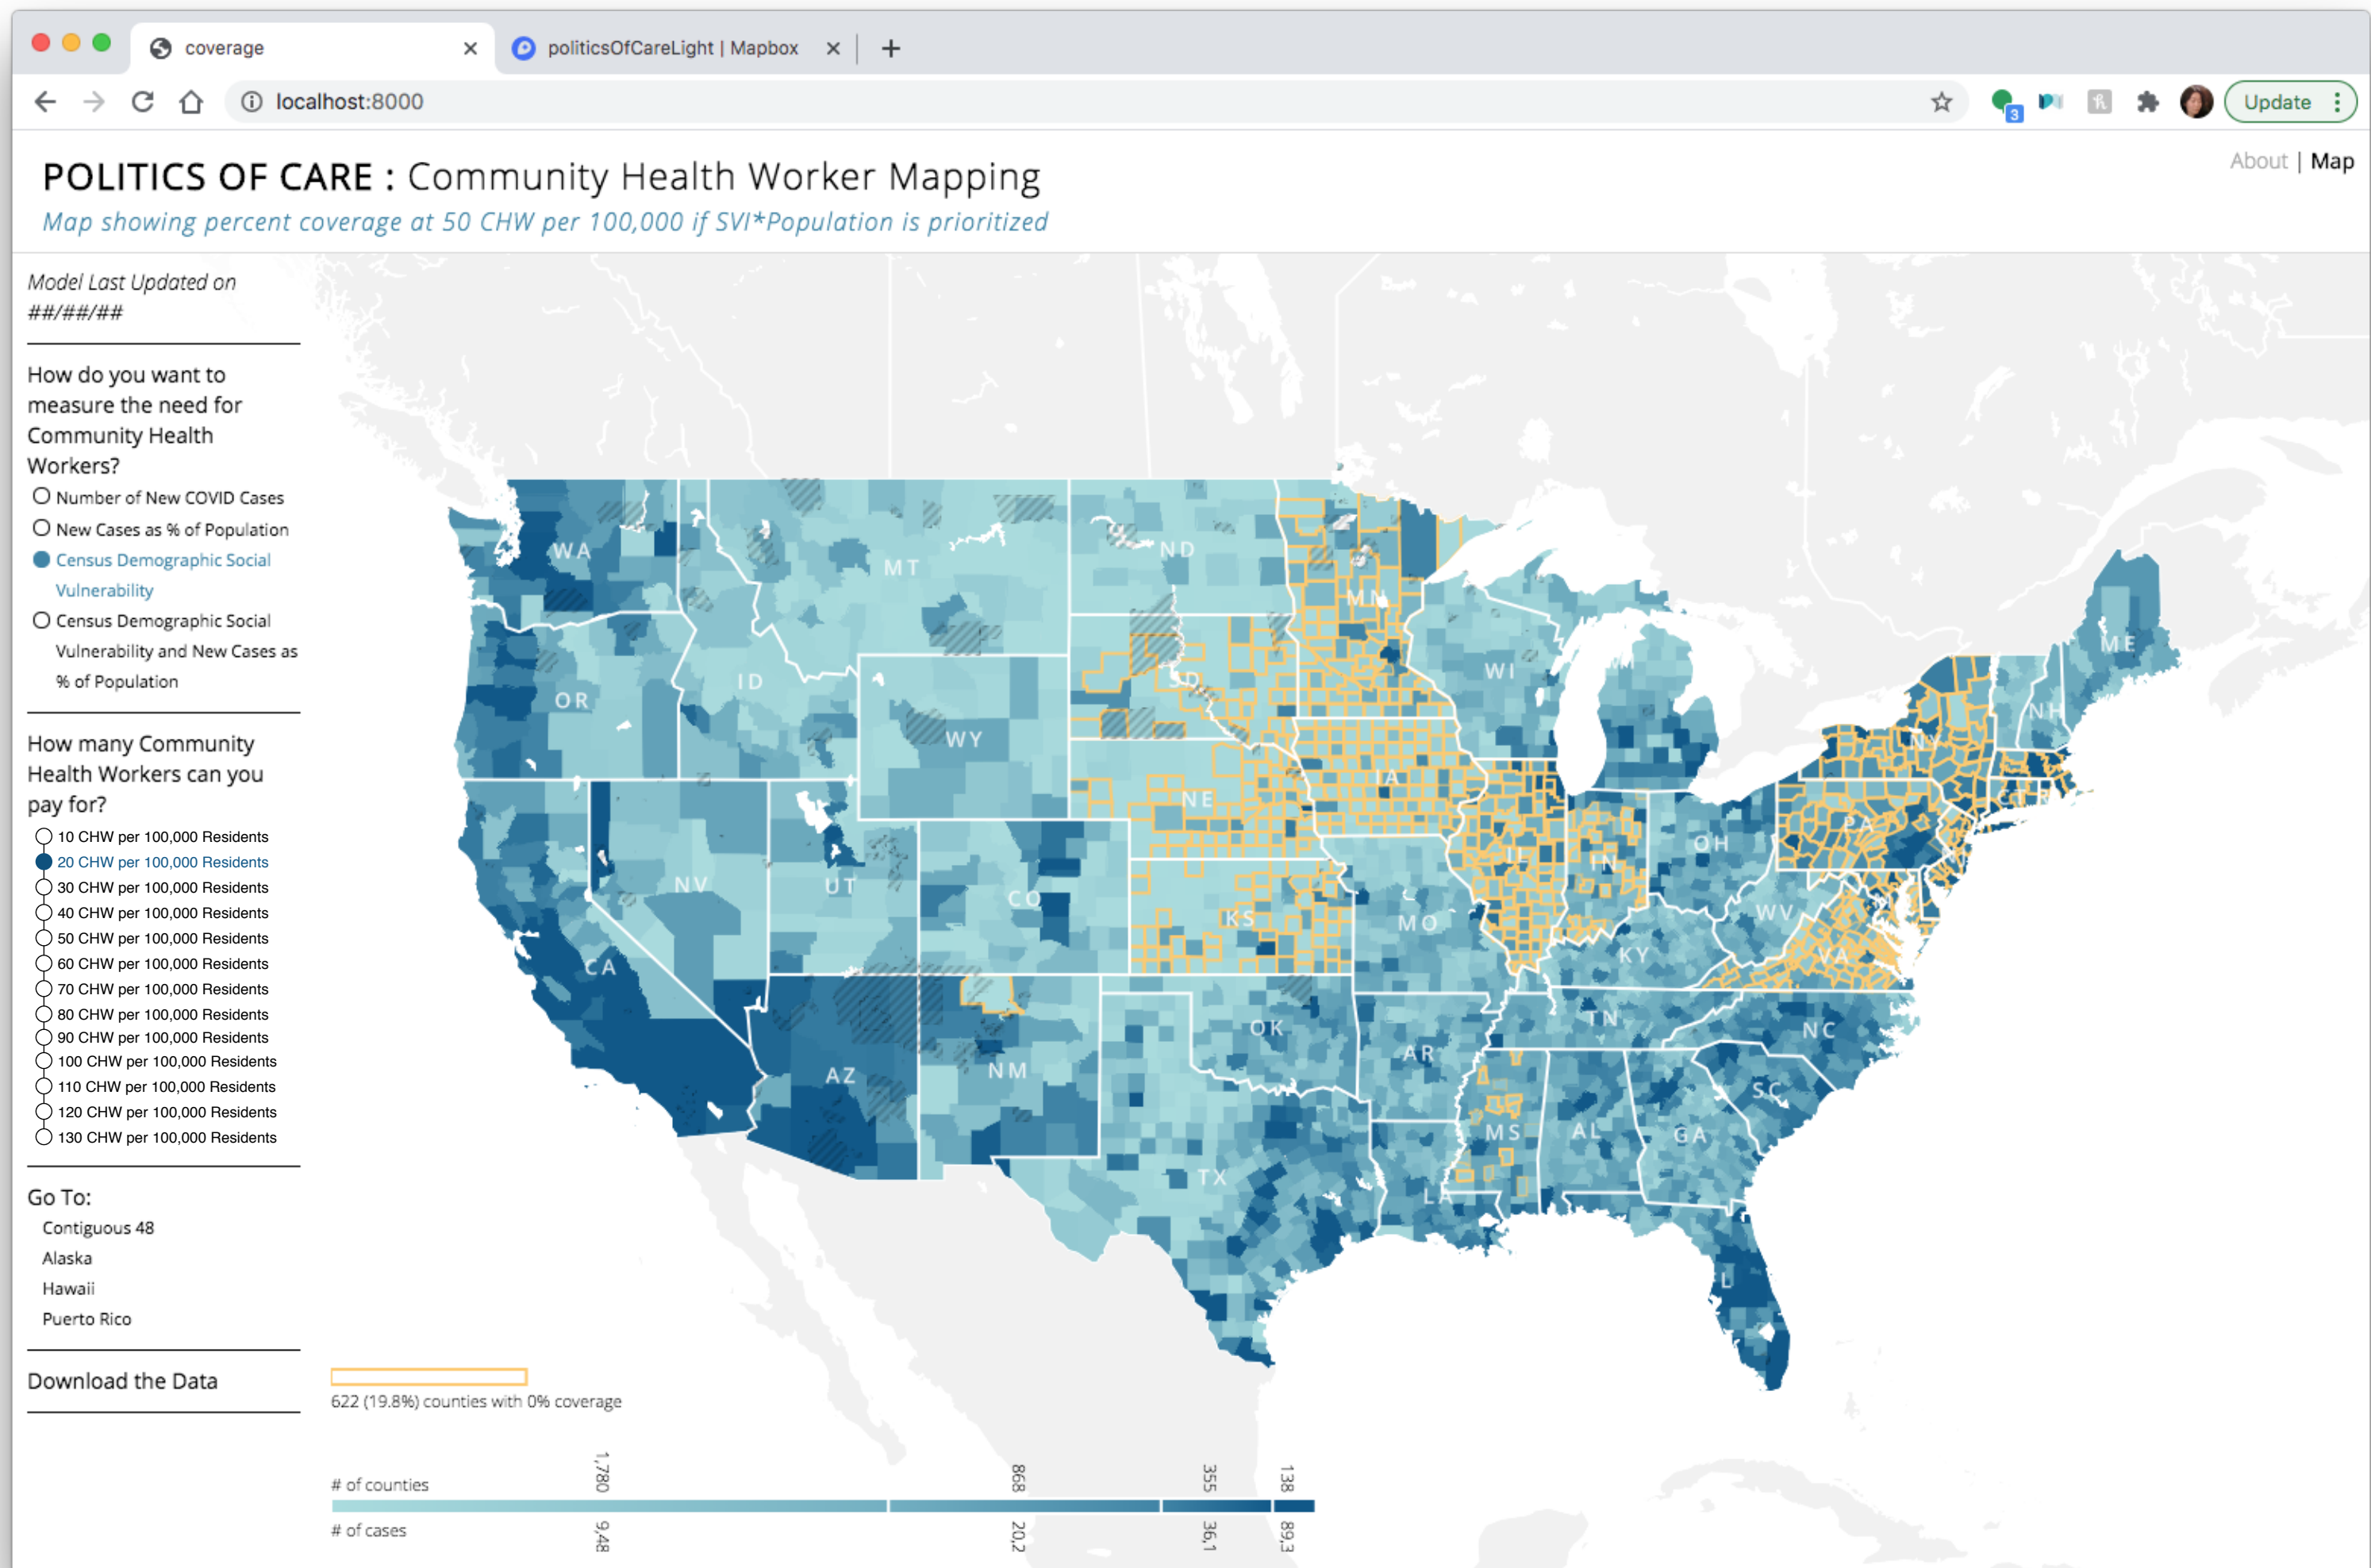 coverage
politicsOfCareLight | Mapbox
localhost:8000
3
Update
POLITICS OF CARE : Community Health Worker Mapping
About | Map
Map showing percent coverage at 50 CHW per 100,000 if SVI*Population is prioritized
Model Last Updated on
##/##/##
How do you want to
measure the need for
Community Health
Workers?
Number of New COVID Cases
New Cases as % of Population
Census Demographic Social
Vulnerability
Census Demographic Social
Vulnerability and New Cases as
% of Population
How many Community
Health Workers can you
pay for?
10 CHW per 100,000 Residents
20 CHW per 100,000 Residents
30 CHW per 100,000 Residents
40 CHW per 100,000 Residents
50 CHW per 100,000 Residents
60 CHW per 100,000 Residents
70 CHW per 100,000 Residents
80 CHW per 100,000 Residents
90 CHW per 100,000 Residents
100 CHW per 100,000 Residents
110 CHW per 100,000 Residents
120 CHW per 100,000 Residents
130 CHW per 100,000 Residents
Go To:
Contiguous 48
Alaska
Hawaii
Puerto Rico
Download the Data
WA
MT
ND
MN
ME
OR
ID
WY
WI
NH
NY
NE
IA
PA
NV
UT
CO
KS
MO
IL
IN
OH
WV
KY
VA
CA
AZ
NM
OK
AR
TN
NC
SC
TX
LA
MS
AL
GA
622 (19.8%) counties with 0% coverage
# of counties
1,780
868
355
138
# of cases
9,48
20,2
36,1
89,3